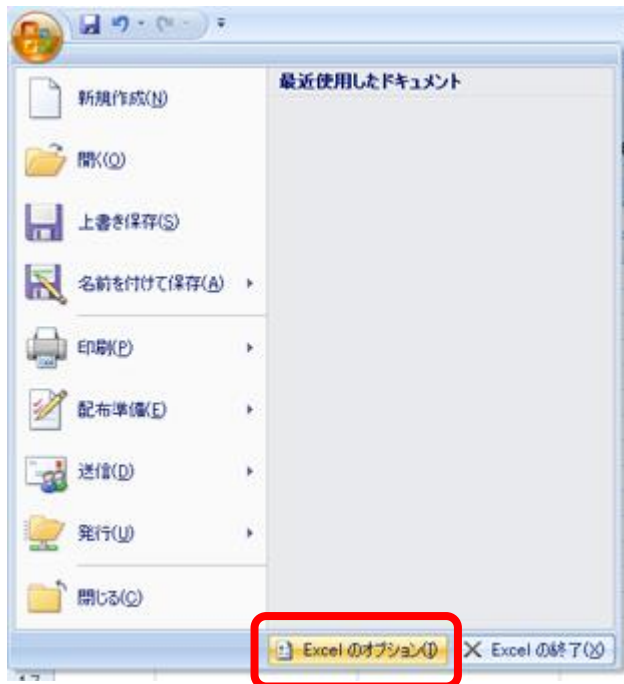 新規作成(N)
最近使用したドキュメント
開く(O)
上書き保存(S)
名前を付けて保存(A)
印刷(P)
配布準備(E)
送信(D)
発行(U)
閉じる(C)
Excel のオプション(I)
Excel の終了(X)
17